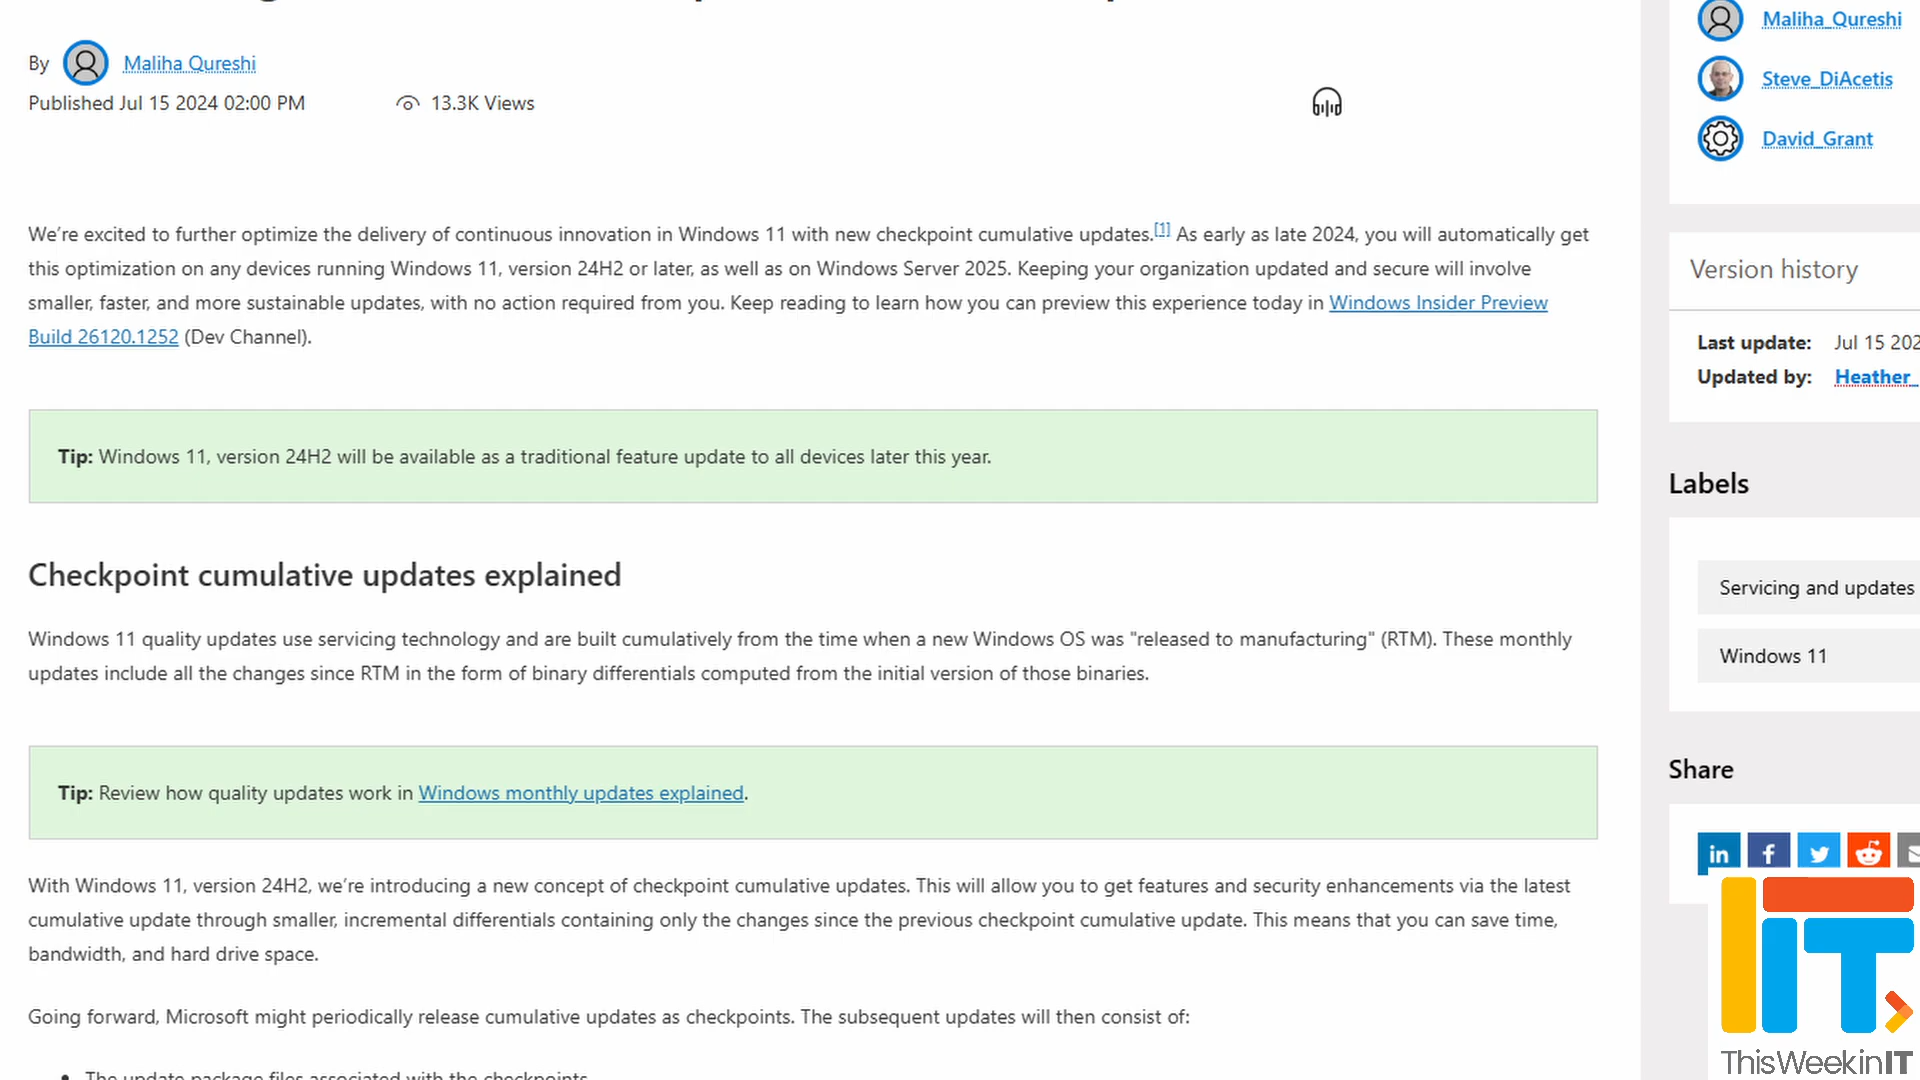 By Maliha Qureshi
Published Jul 15 2024 02:00 PM 13.3K Views
We're excited to further optimize the delivery of continuous innovation in Windows 11 with new checkpoint cumulative updates.[1] As early as late 2024, you will automatically get
this optimization on any devices running Windows 11, version 24H2 or later, as well as on Windows Server 2025. Keeping your organization updated and secure will involve
smaller, faster, and more sustainable updates, with no action required from you. Keep reading to learn how you can preview this experience today in Windows Insider Preview
Build 26120.1252 (Dev Channel).
Tip: Windows 11, version 24H2 will be available as a traditional feature update to all devices later this year.
Checkpoint cumulative updates explained
Windows 11 quality updates use servicing technology and are built cumulatively from the time when a new Windows OS was "released to manufacturing" (RTM). These monthly
updates include all the changes since RTM in the form of binary differentials computed from the initial version of those binaries.
Tip: Review how quality updates work in Windows monthly updates explained.
With Windows 11, version 24H2, we're introducing a new concept of checkpoint cumulative updates. This will allow you to get features and security enhancements via the latest
cumulative update through smaller, incremental differentials containing only the changes since the previous checkpoint cumulative update. This means that you can save time,
bandwidth, and hard drive space.
Going forward, Microsoft might periodically release cumulative updates as checkpoints. The subsequent updates will then consist of:
• The update package files associated with the checkpoints
Maliha_Qureshi
Steve_DiAcetis
David_Grant
Version history
Last update: Jul 15 202
Updated by: Heather_
Labels
Servicing and updates
Windows 11
Share
in f
IT
ThisWeekinIT